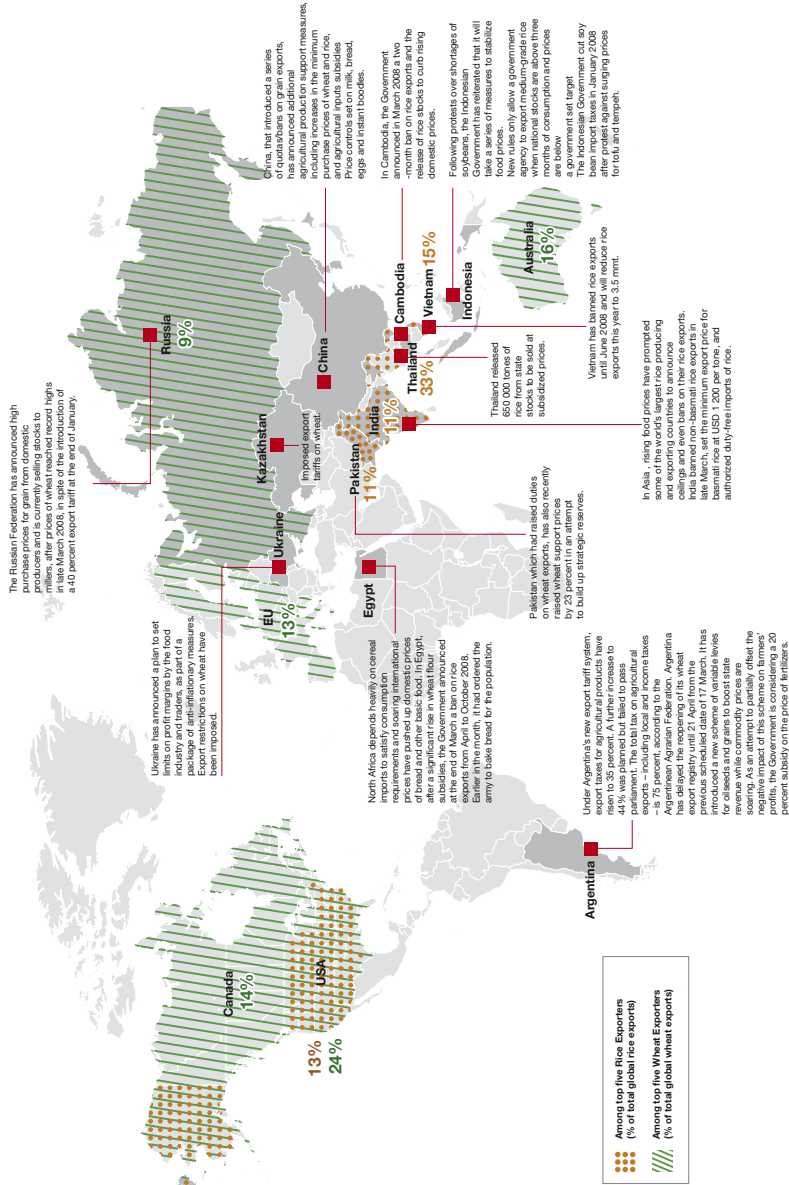 The Russian Federation has announced high
purchase prices for grain from domestic
producers and is currently selling stocks to
millers, after prices of wheat reached record highs
in late March 2008, in spite of the introduction of
a 40 percent export tariff at the end of January.
Ukraine has announced a plan to set
limits on profit margins by the food
industry and traders, as part of a
package of anti-inflationary measures.
Export restrictions on wheat have
been imposed.
China, that introduced a series
of quotas/bans on grain exports,
has announced additional
agricultural production support measures,
including increases in the minimum
purchase prices of wheat and rice,
and agricultural inputs subsidies
Price controls set on milk, bread,
eggs and instant boodles.
In Cambodia, the Government
announced in March 2008 a two
-month ban on rice exports and the
release of rice stocks to curb rising
domestic prices.
Following protests over shortages of
soybeans, the Indonesian
Government has reiterated that it will
take a series of measures to stabilize
food prices.
New rules only allow a government
agency to export medium-grade rice
when national stocks are above three
months of consumption and prices
are below
a government set target
The Indonesian Government cut soy
bean import taxes in January 2008
after protest against surging prices
for tofu and tempeh.
Russia
9%
Kazakhstan
Imposed export
tariffs on wheat.
China
Ukraine
EU
13%
Canada
14%
USA
13%
24%
Egypt
Pakistan
11%
India
11%
Thailand
33%
Cambodia
Vietnam 15%
Indonesia
Australia
16%
North Africa depends heavily on cereal
imports to satisfy consumption
requirements and soaring international
prices have pushed up domestic prices
of bread and other basic food. In Egypt,
after a significant rise in wheat flour
subsidies, the Government announced
at the end of March a ban on rice
exports from April to October 2008.
Earlier in the month, it had ordered the
army to bake bread for the population.
Thailand released
650 000 tones of
rice from state
stocks to be sold at
subsidized prices.
Pakistan which had raised duties
on wheat exports, has also recently
raised wheat support prices
by 23 percent in an attempt
to build up strategic reserves.
Vietnam has banned rice exports
until June 2008 and will reduce rice
exports this year to 3.5 mmt.
In Asia , rising food prices have prompted
some of the world's largest rice producing
and exporting countries to announce
ceilings and even bans on their rice exports.
India banned non-basmati rice exports in
late March, set the minimum export price for
basmati rice at USD 1 200 per tone, and
authorized duty-free imports of rice.
Argentina
Under Argentina's new export tariff system,
export taxes for agricultural products have
risen to 35 percent. A further increase to
44 % was planned but failed to pass
parliament. The total tax on agricultural
exports – including local and income taxes
– is 75 percent, according to the
Argentinean Agrarian Federation. Argentina
has delayed the reopening of its wheat
export registry until 21 April from the
previous scheduled date of 17 March. It has
introduced a new scheme of variable levies
for oilseeds and grains to boost state
revenue while commodity prices are
soaring. As an attempt to partially offset the
negative impact of this scheme on farmers'
profits, the Government is considering a 20
percent subsidy on the price of fertilizers.
Among top five Rice Exporters
(% of total global rice exports)
Among top five Wheat Exporters
(% of total global wheat exports)